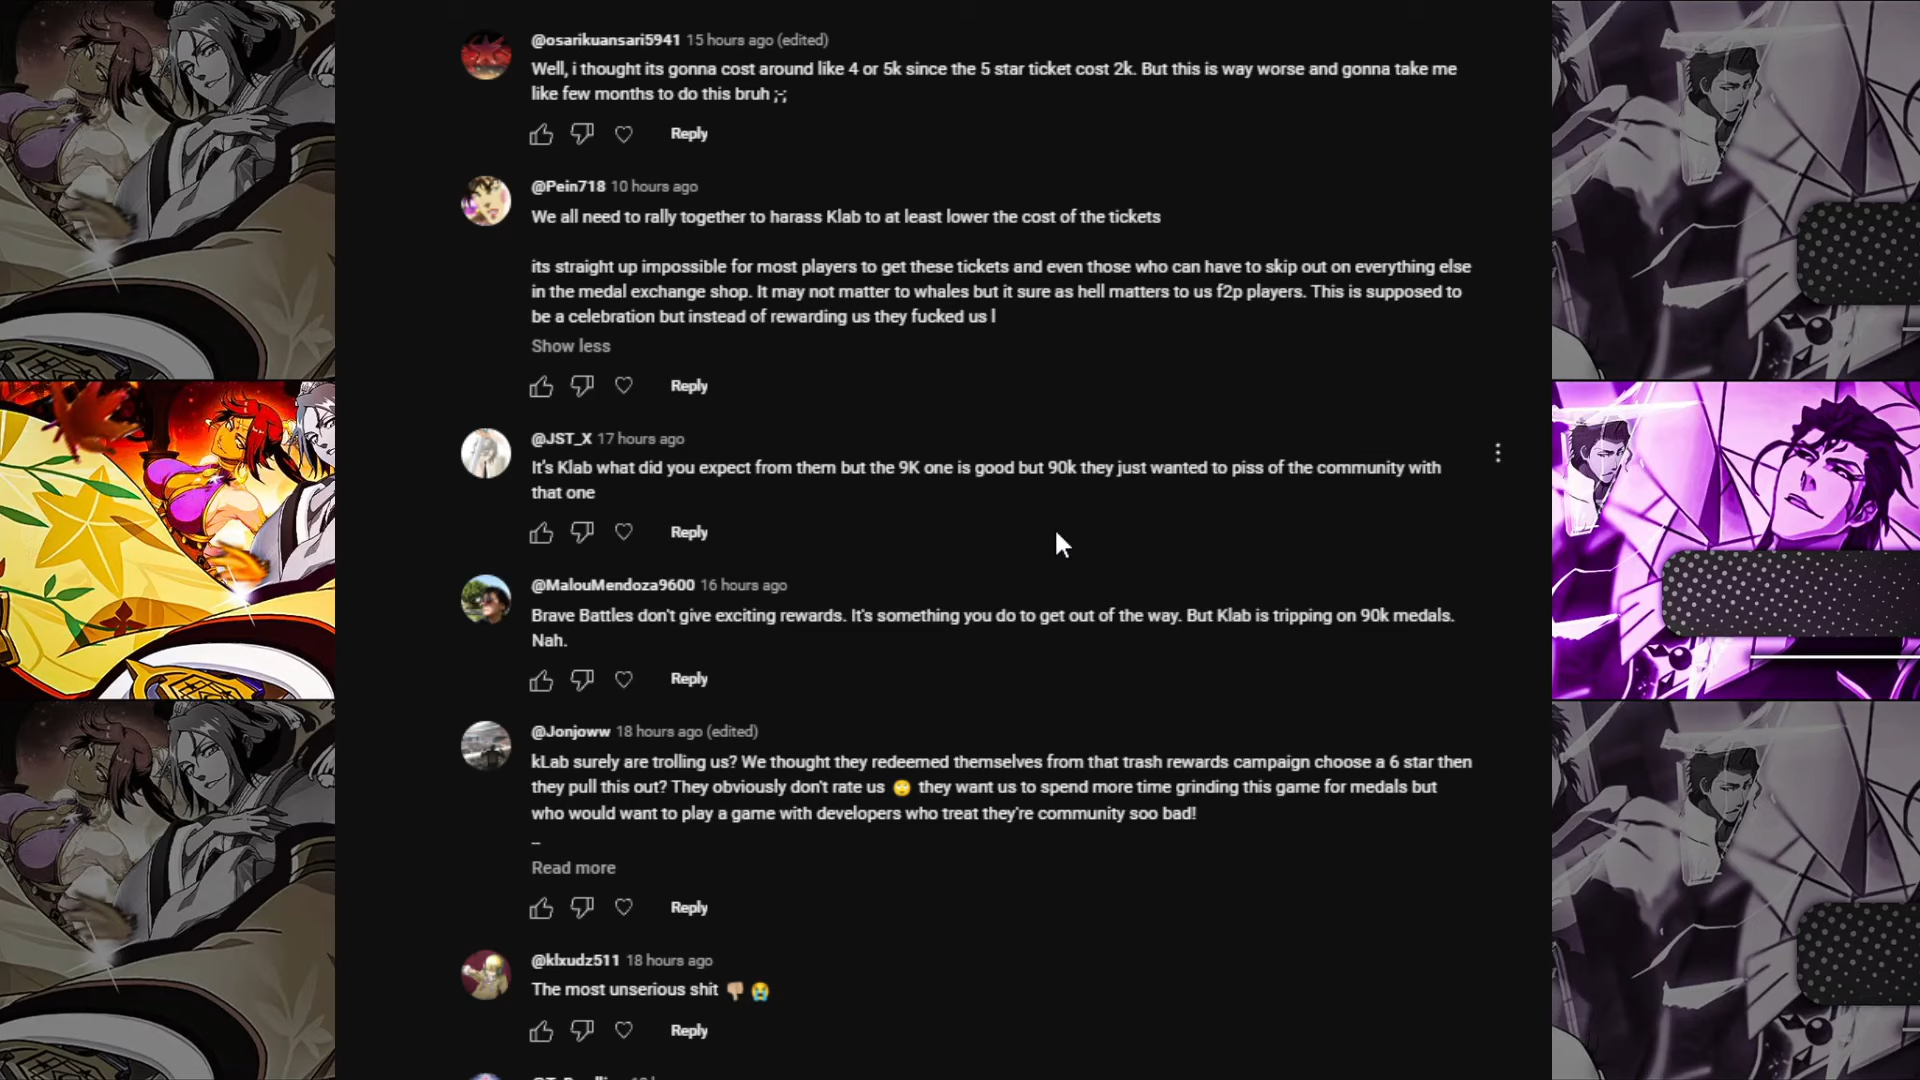 @osarikuansari5941 15 hours ago (edited)
Well, i thought its gonna cost around like 4 or 5k since the 5 star ticket cost 2k. But this is way worse and gonna take me
like few months to do this bruh ;-;
Reply
@Pein718 10 hours ago
We all need to rally together to harass Klab to at least lower the cost of the tickets
its straight up impossible for most players to get these tickets and even those who can have to skip out on everything else
in the medal exchange shop. It may not matter to whales but it sure as hell matters to us f2p players. This is supposed to
be a celebration but instead of rewarding us they fucked us l
Show less
Reply
@JST_X 17 hours ago
It's Klab what did you expect from them but the 9K one is good but 90k they just wanted to piss of the community with
that one
Reply
@MalouMendoza9600 16 hours ago
Brave Battles don't give exciting rewards. It's something you do to get out of the way. But Klab is tripping on 90k medals.
Nah.
Reply
@Jonjoww 18 hours ago (edited)
kLab surely are trolling us? We thought they redeemed themselves from that trash rewards campaign choose a 6 star then
they pull this out? They obviously don't rate us 🙄 they want us to spend more time grinding this game for medals but
who would want to play a game with developers who treat they're community soo bad!
–
Read more
Reply
@klxudz511 18 hours ago
The most unserious shit 👎🏼 😭
Reply